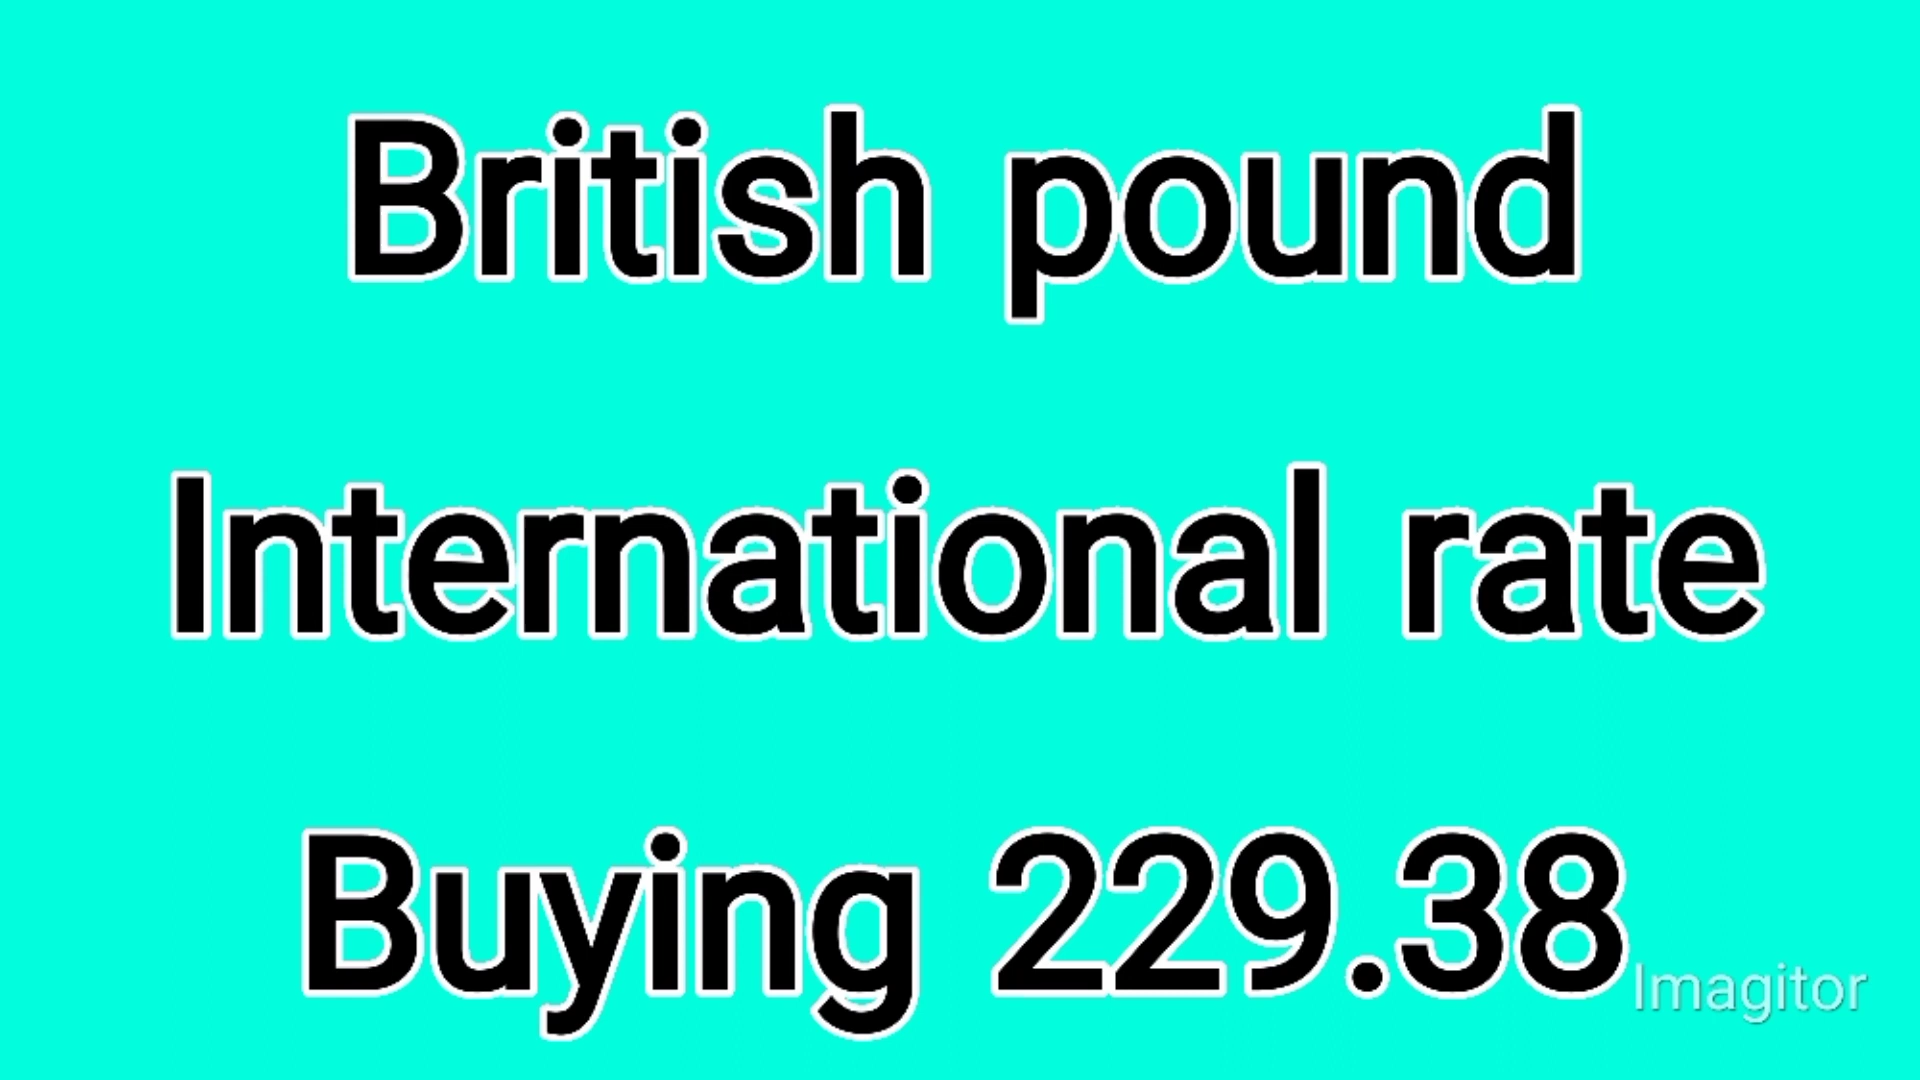 British pound
International rate
Buying 229.38
Imagitor